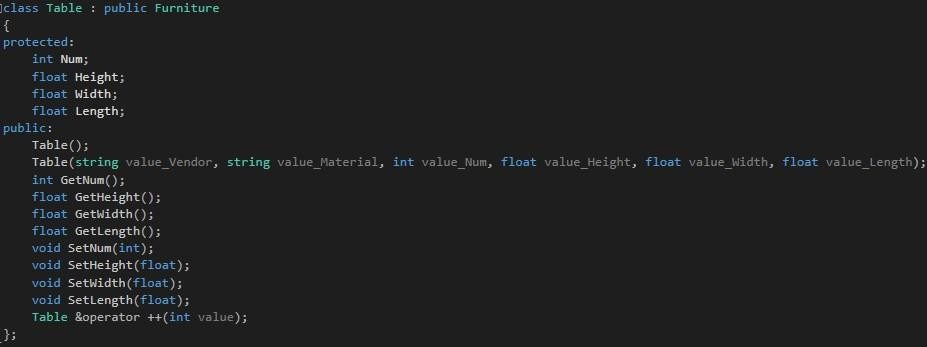 class Table : public Furniture
{
protected:
    int Num;
    float Height;
    float Width;
    float Length;
public:
    Table();
    Table(string value_Vendor, string value_Material, int value_Num, float value_Height, float value_Width, float value_Length);
    int GetNum();
    float GetHeight();
    float GetWidth();
    float GetLength();
    void SetNum(int);
    void SetHeight(float);
    void SetWidth(float);
    void SetLength(float);
    Table &operator ++(int value);
};